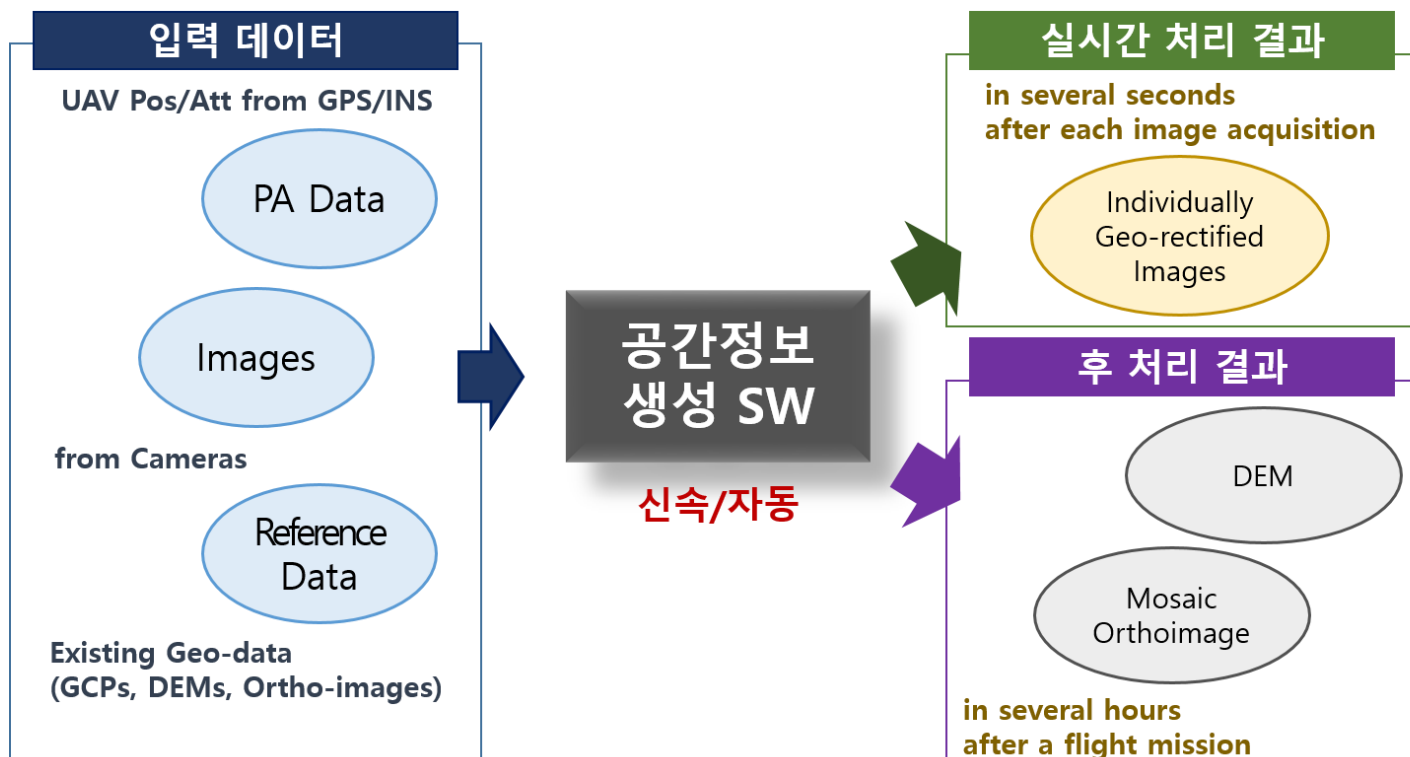 입력 데이터
UAV Pos/Att from GPS/INS
PA Data
Images
from Cameras
Reference
Data
Existing Geo-data
(GCPs, DEMs, Ortho-images)
공간정보
생성 SW
신속/자동
실시간 처리 결과
in several seconds
after each image acquisition
Individually
Geo-rectified
Images
후 처리 결과
DEM
Mosaic
Orthoimage
in several hours
after a flight mission